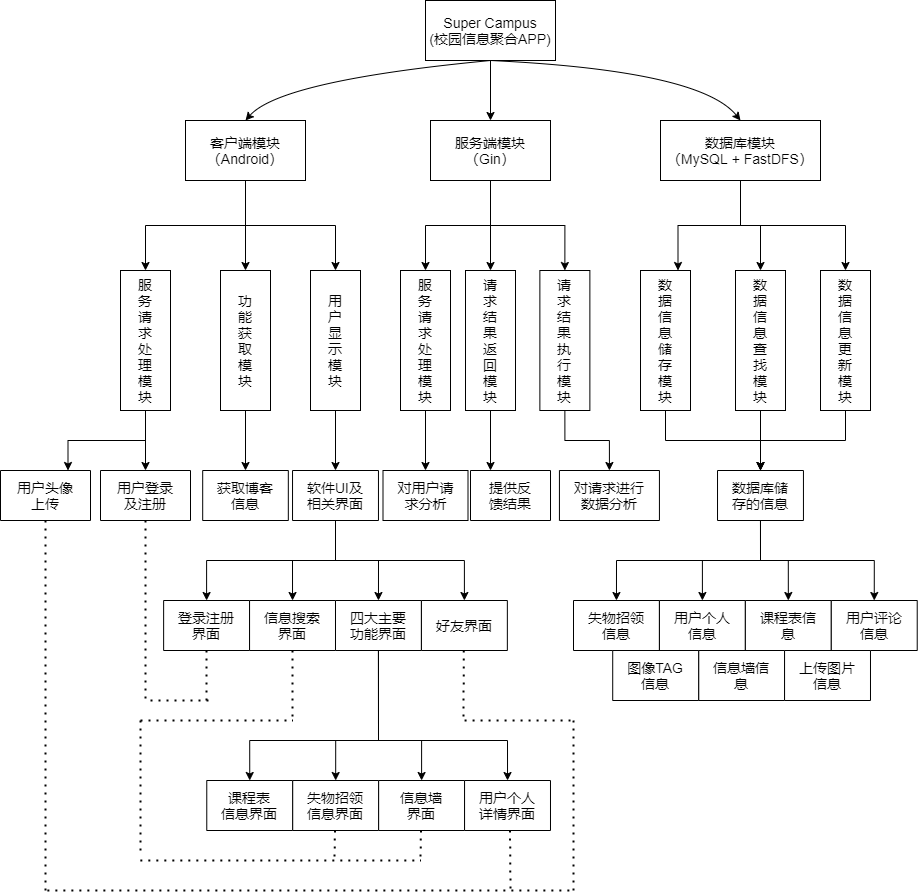 Super Campus
(校园信息聚合APP)
客户端模块
（Android）
服务端模块
（Gin）
数据库模块
（MySQL + FastDFS）
服务请求处理模块
功能获取模块
用户显示模块
服务请求处理模块
请求结果返回模块
请求结果执行模块
数据信息储存模块
数据信息查找模块
数据信息更新模块
用户头像
上传
用户登录
及注册
获取博客
信息
软件UI及
相关界面
对用户请
求分析
提供反
馈结果
对请求进行
数据分析
数据库储
存的信息
登录注册
界面
信息搜索
界面
四大主要
功能界面
好友界面
失物招领
信息
用户个人
信息
课程表信
息
用户评论
信息
图像TAG
信息
信息墙信
息
上传图片
信息
课程表
信息界面
失物招领
信息界面
信息墙
界面
用户个人
详情界面